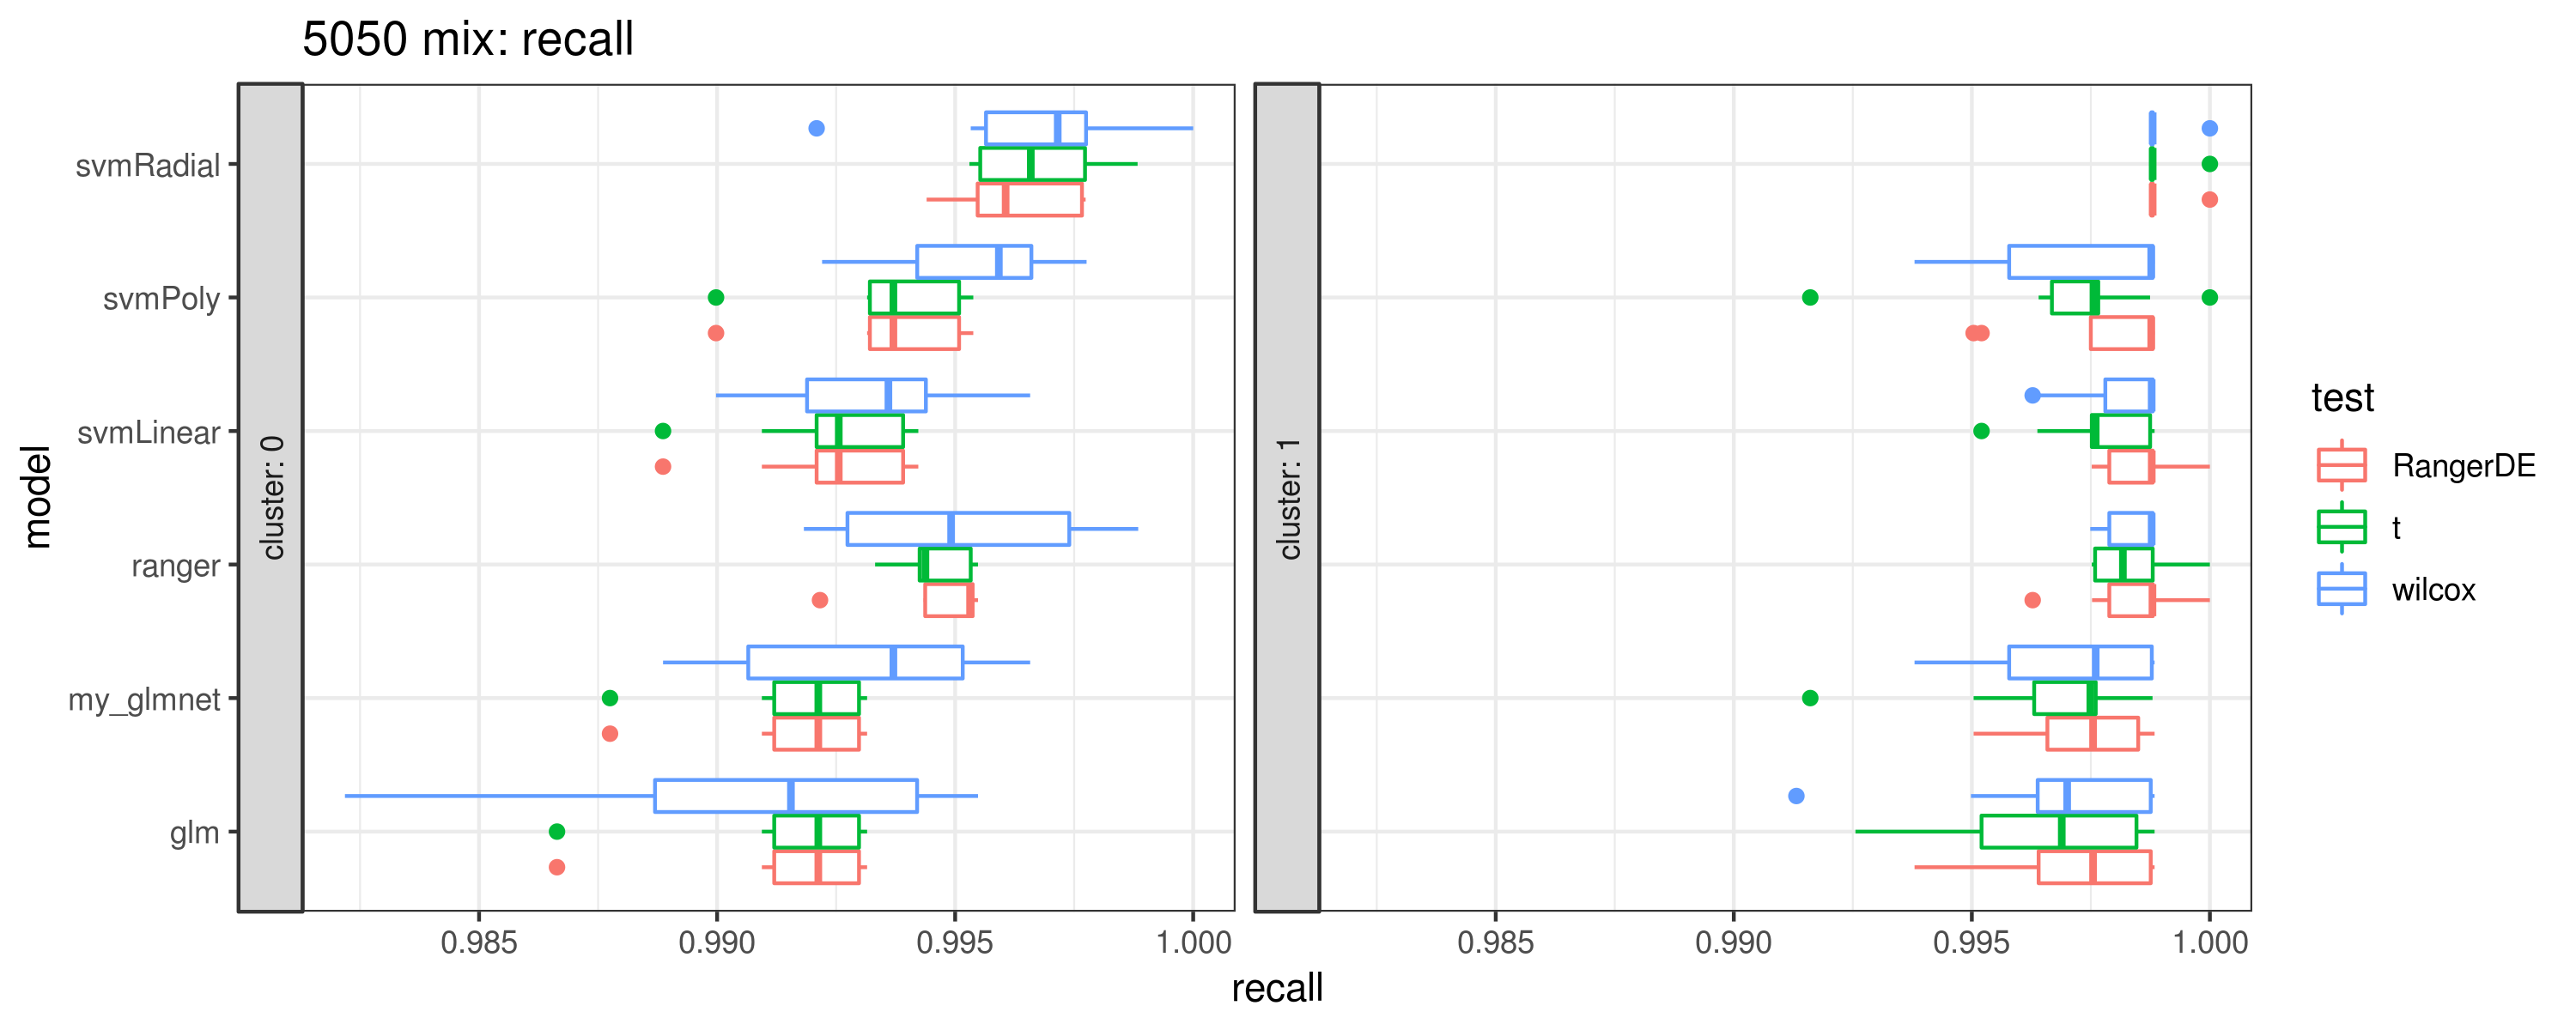 5050 mix: recall
model
svmRadial
svmPoly
svmLinear
ranger
my_glmnet
glm
cluster: 0
cluster: 1
0.985 0.990 0.995 1.000
0.985 0.990 0.995 1.000
recall
test
RangerDE
t
wilcox